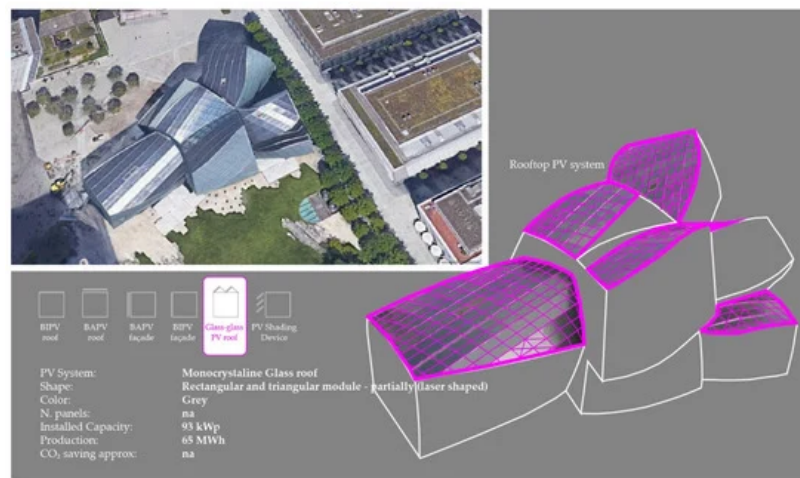 Rooftop PV system
BIPV roof
BAPV roof
BAPV façade
BIPV façade
Glass-glass PV roof
PV Shading Device
PV System: Monocrystaline Glass roof
Shape: Rectangular and triangular module - partially (laser shaped)
Color: Grey
N. panels: na
Installed Capacity: 93 kWp
Production: 65 MWh
CO₂ saving approx: na